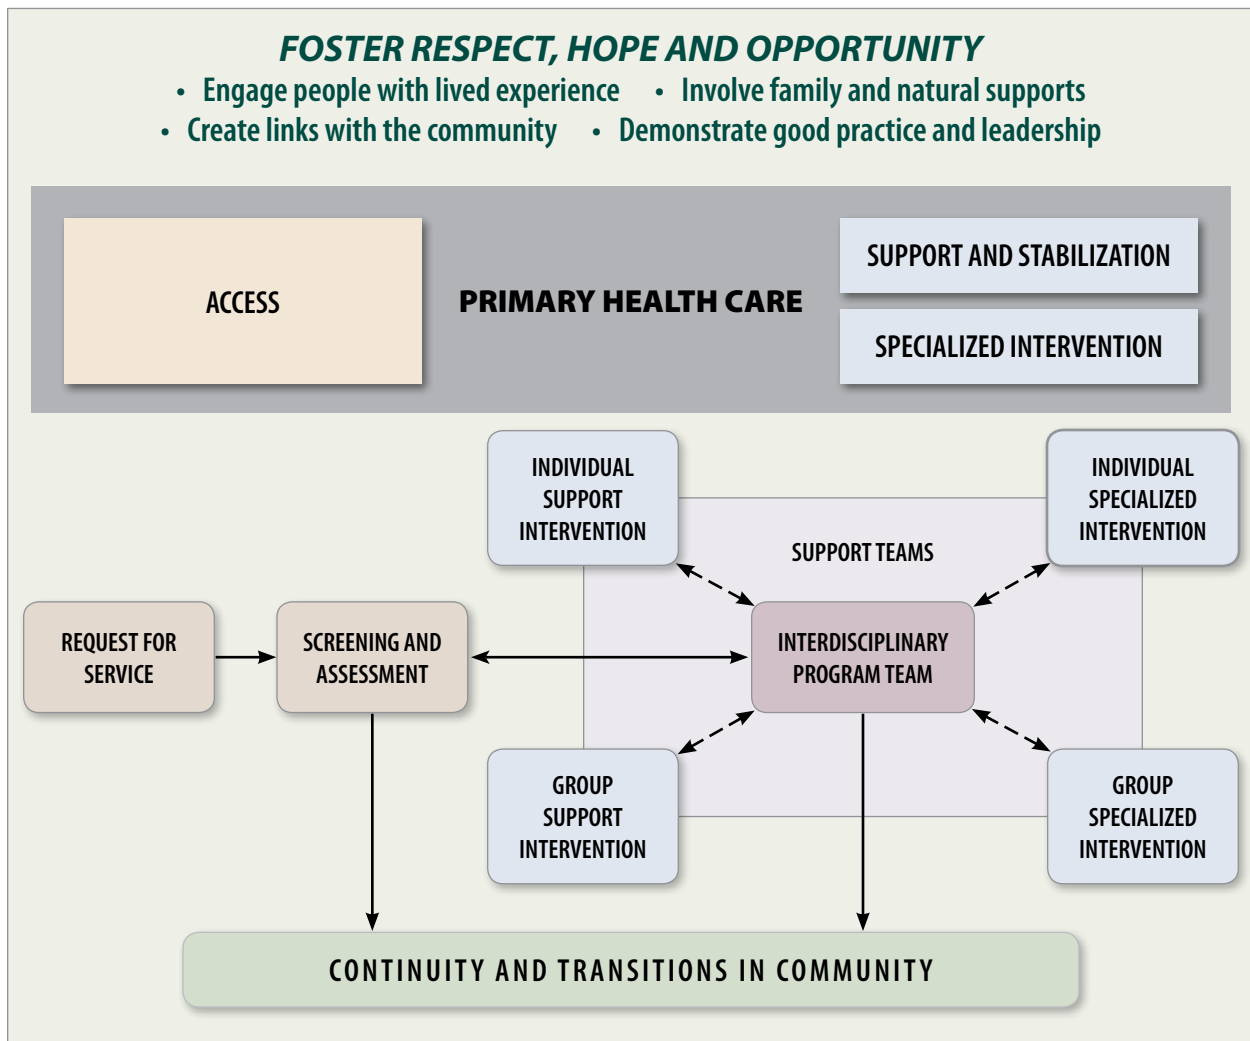 FOSTER RESPECT, HOPE AND OPPORTUNITY
• Engage people with lived experience • Involve family and natural supports
• Create links with the community • Demonstrate good practice and leadership
ACCESS
PRIMARY HEALTH CARE
SUPPORT AND STABILIZATION
SPECIALIZED INTERVENTION
INDIVIDUAL
SUPPORT
INTERVENTION
INDIVIDUAL
SPECIALIZED
INTERVENTION
SUPPORT TEAMS
REQUEST FOR
SERVICE
SCREENING AND
ASSESSMENT
INTERDISCIPLINARY
PROGRAM TEAM
GROUP
SUPPORT
INTERVENTION
GROUP
SPECIALIZED
INTERVENTION
CONTINUITY AND TRANSITIONS IN COMMUNITY